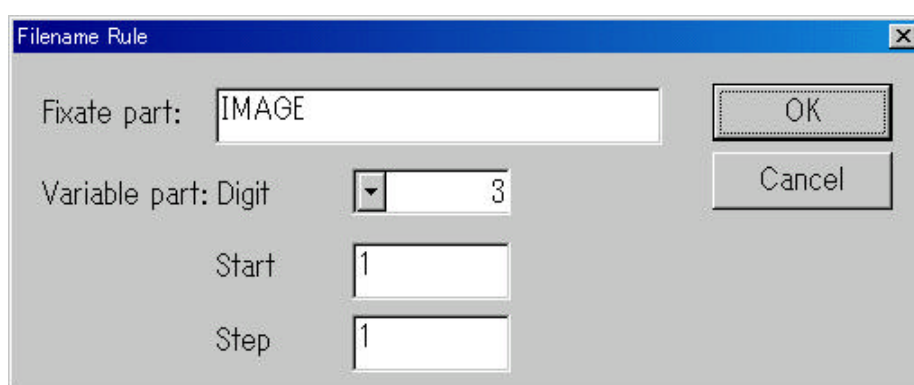 Filename Rule
Fixate part: IMAGE OK
Variable part: Digit 3 Cancel
Start 1
Step 1